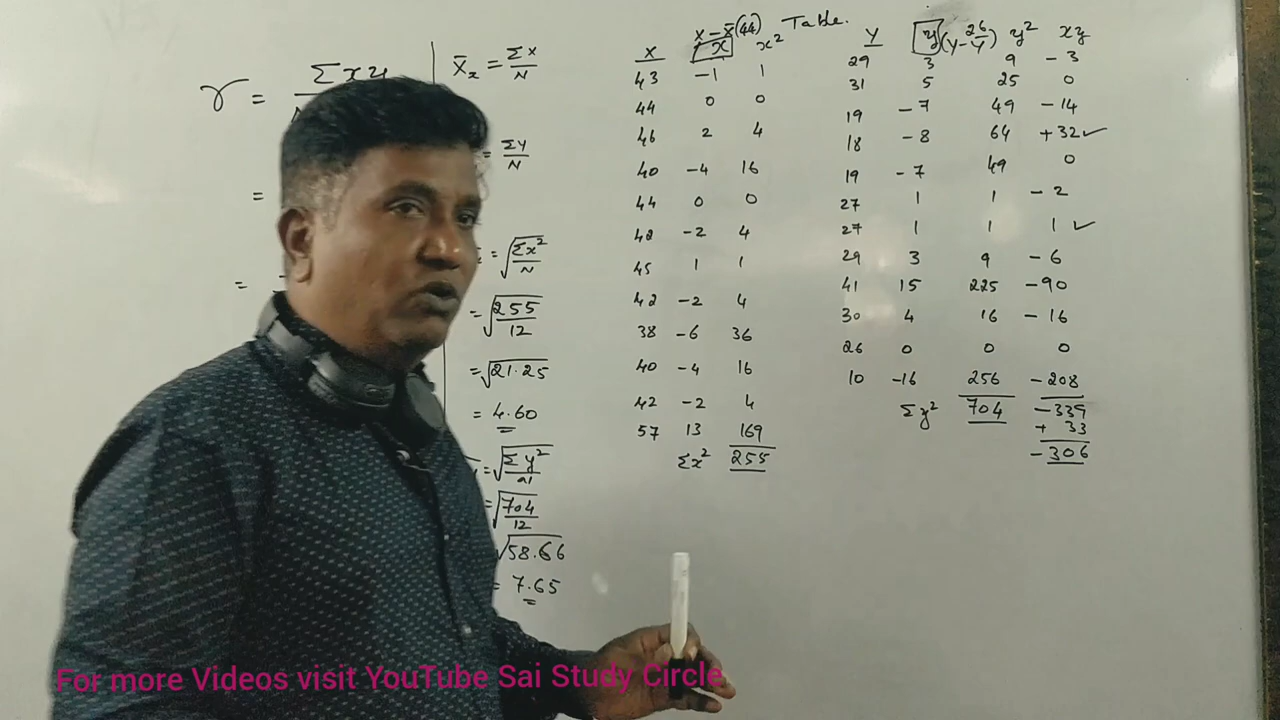 r = Σxy
=
=
X̄x = ΣX/N
= ΣY/N
= √Σx²/N
= √255/12
= √21.25
= 4.60
= √Σy²/N
= √704/12
√58.66
= 7.65
Table.
X x - x̄ (44) x x²
43 -1 1
44 0 0
46 2 4
40 -4 16
44 0 0
42 -2 4
45 1 1
42 -2 4
38 -6 36
40 -4 16
42 -2 4
57 13 169
Σx² 255
Y y (Y-Ȳ) 26 y² xy
29 3 9 -3
31 5 25 0
19 -7 49 -14
18 -8 64 +32 ✓
19 -7 49 0
27 1 1 -2
27 1 1 1 ✓
29 3 9 -6
41 15 225 -90
30 4 16 -16
26 0 0 0
10 -16 256 -208
Σy² 704 -339
+ 33
-306
For more Videos visit YouTube Sai Study Circle